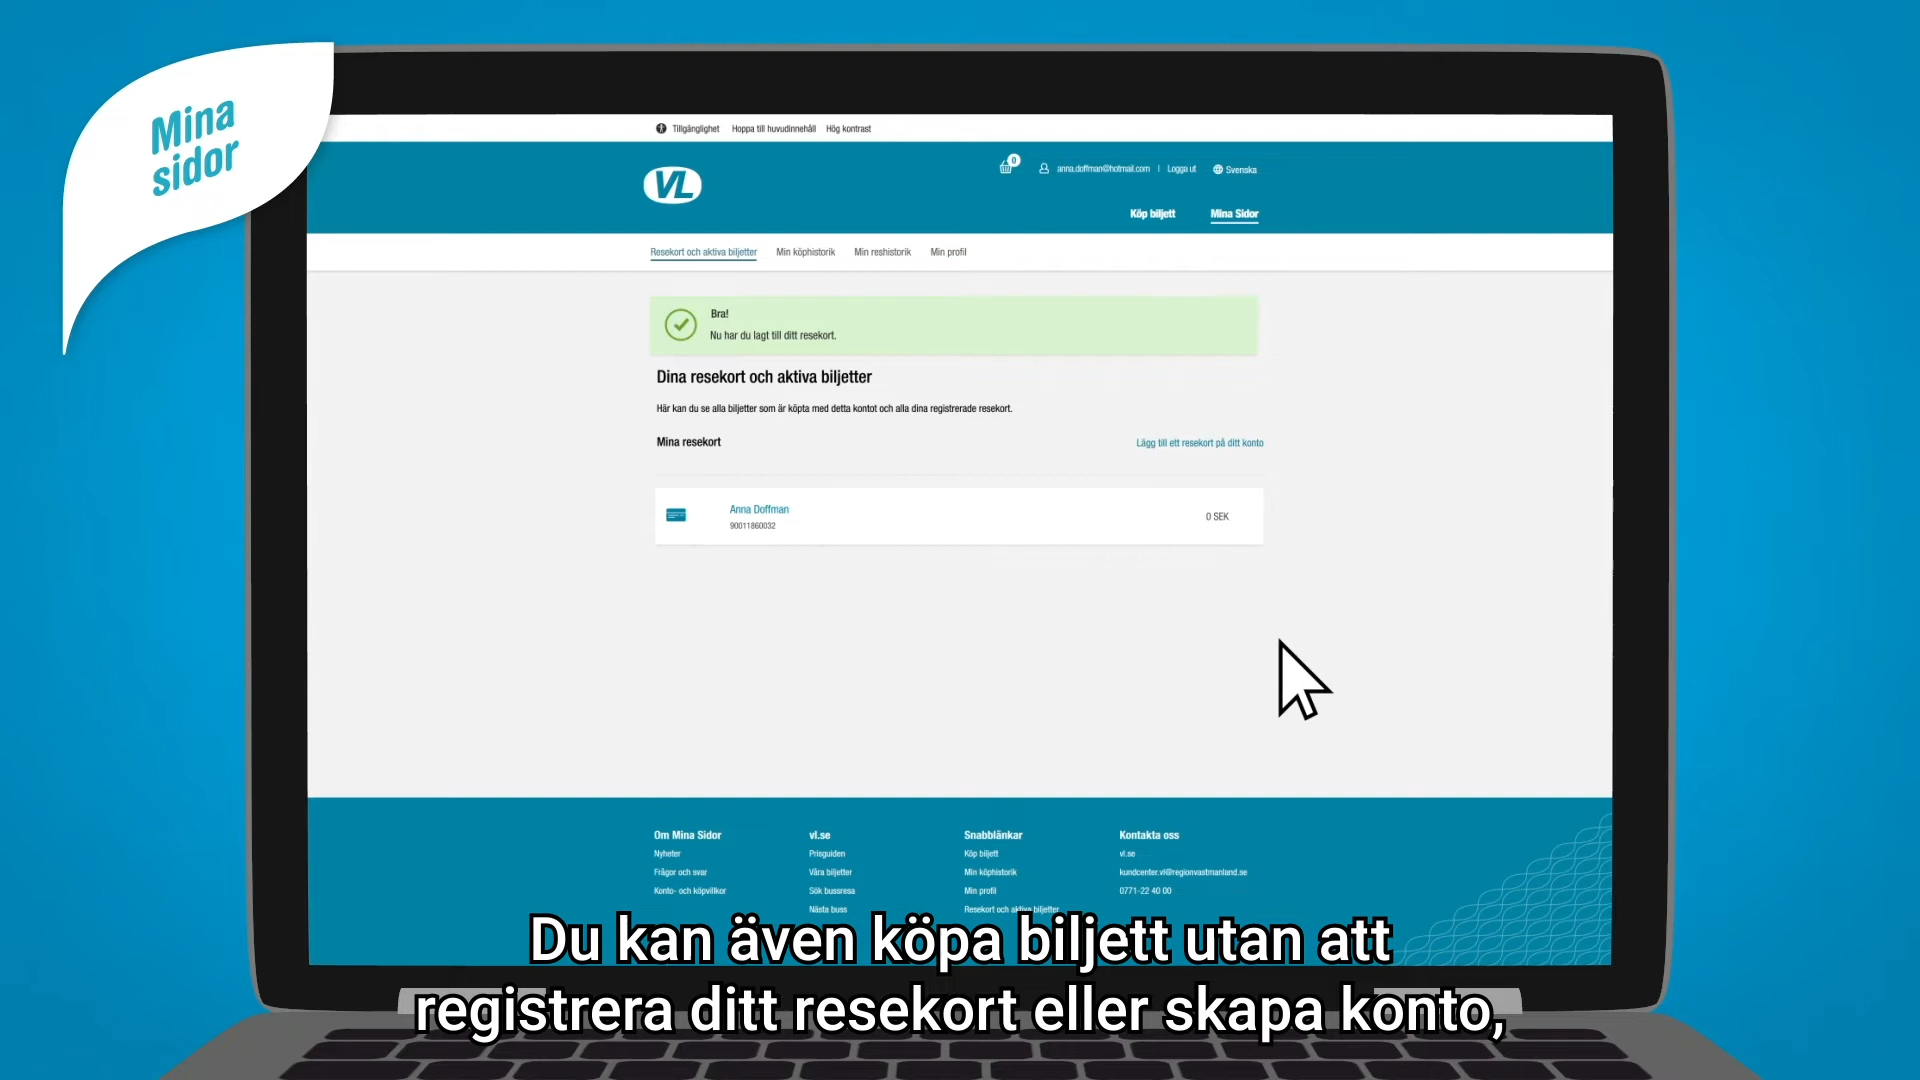 Mina
sidor
Tillgänglighet Hoppa till huvudinnehåll Hög kontrast
VL
0
anna.doffman@hotmail.com | Logga ut Svenska
Köp biljett Mina Sidor
Resekort och aktiva biljetter Min köphistorik Min reshistorik Min profil
Bra!
Nu har du lagt till ditt resekort.
Dina resekort och aktiva biljetter
Här kan du se alla biljetter som är köpta med detta kontot och alla dina registrerade resekort.
Mina resekort Lägg till ett resekort på ditt konto
Anna Doffman
90011860032
0 SEK
Om Mina Sidor vl.se Snabblänkar Kontakta oss
Nyheter Prisguiden Köp biljett vl.se
Frågor och svar Våra biljetter Min köphistorik kundcenter.vl@regionvastmanland.se
Konto- och köpvillkor Sök bussresa Min profil 0771-22 40 00
Nästa buss Resekort och aktiva biljetter
Du kan även köpa biljett utan att
registrera ditt resekort eller skapa konto,